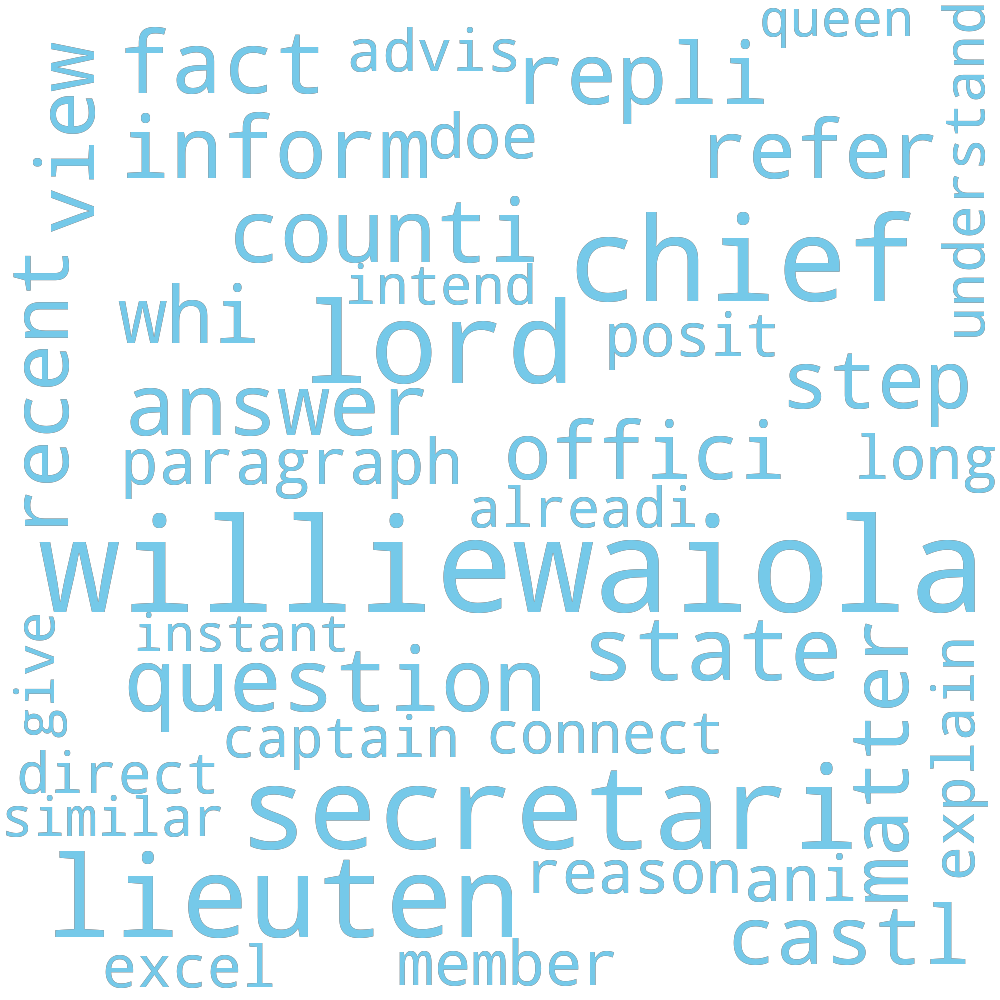 queen
fact
advis
repli
understand
view
inform
doe
refer
counti
chief
recent
intend
whi
lord
posit
step
answer
offici
long
paragraph
alreadi
williewaiola
instant
state
give
question
matter
explain
captain
connect
direct
similar
secretari
lieuten
reason
ani
castl
excel
member